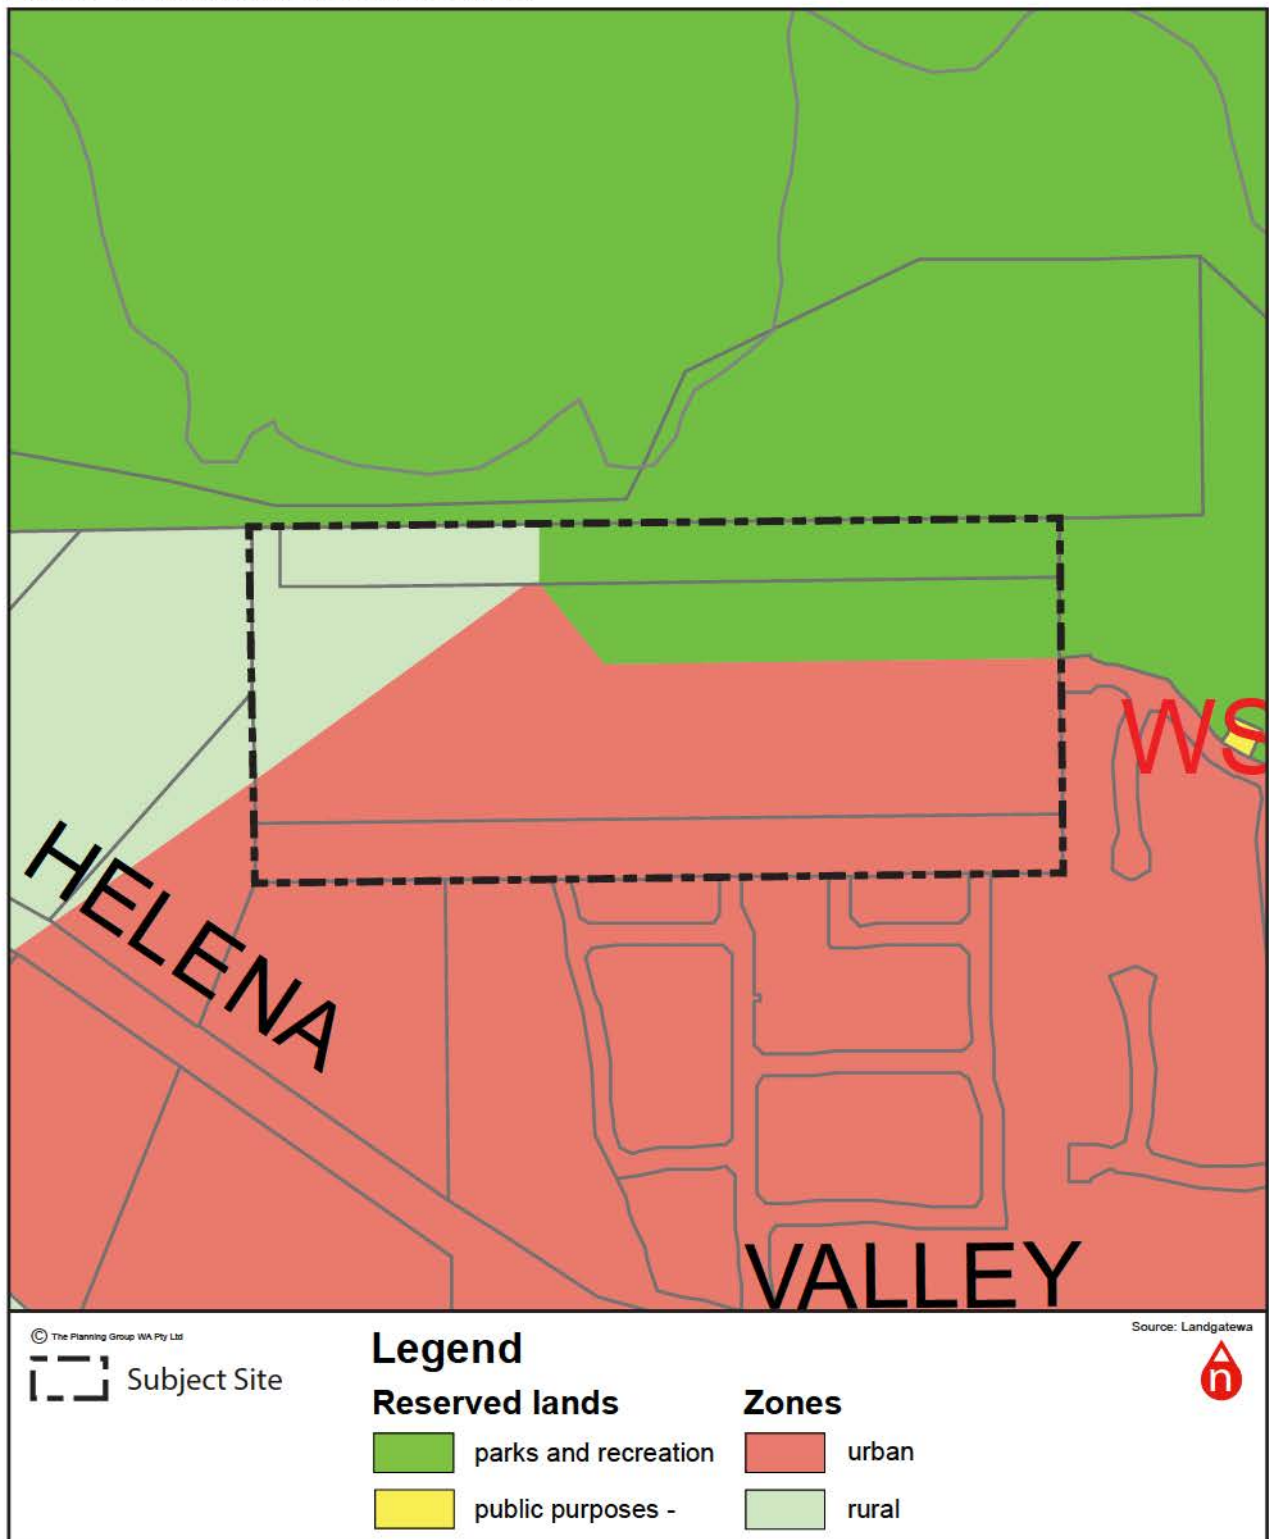 WS
HELENA
VALLEY
© The Planning Group WA Pty Ltd
Source: Landgatewa
Subject Site
Legend
n
Reserved lands
Zones
parks and recreation
urban
public purposes -
rural